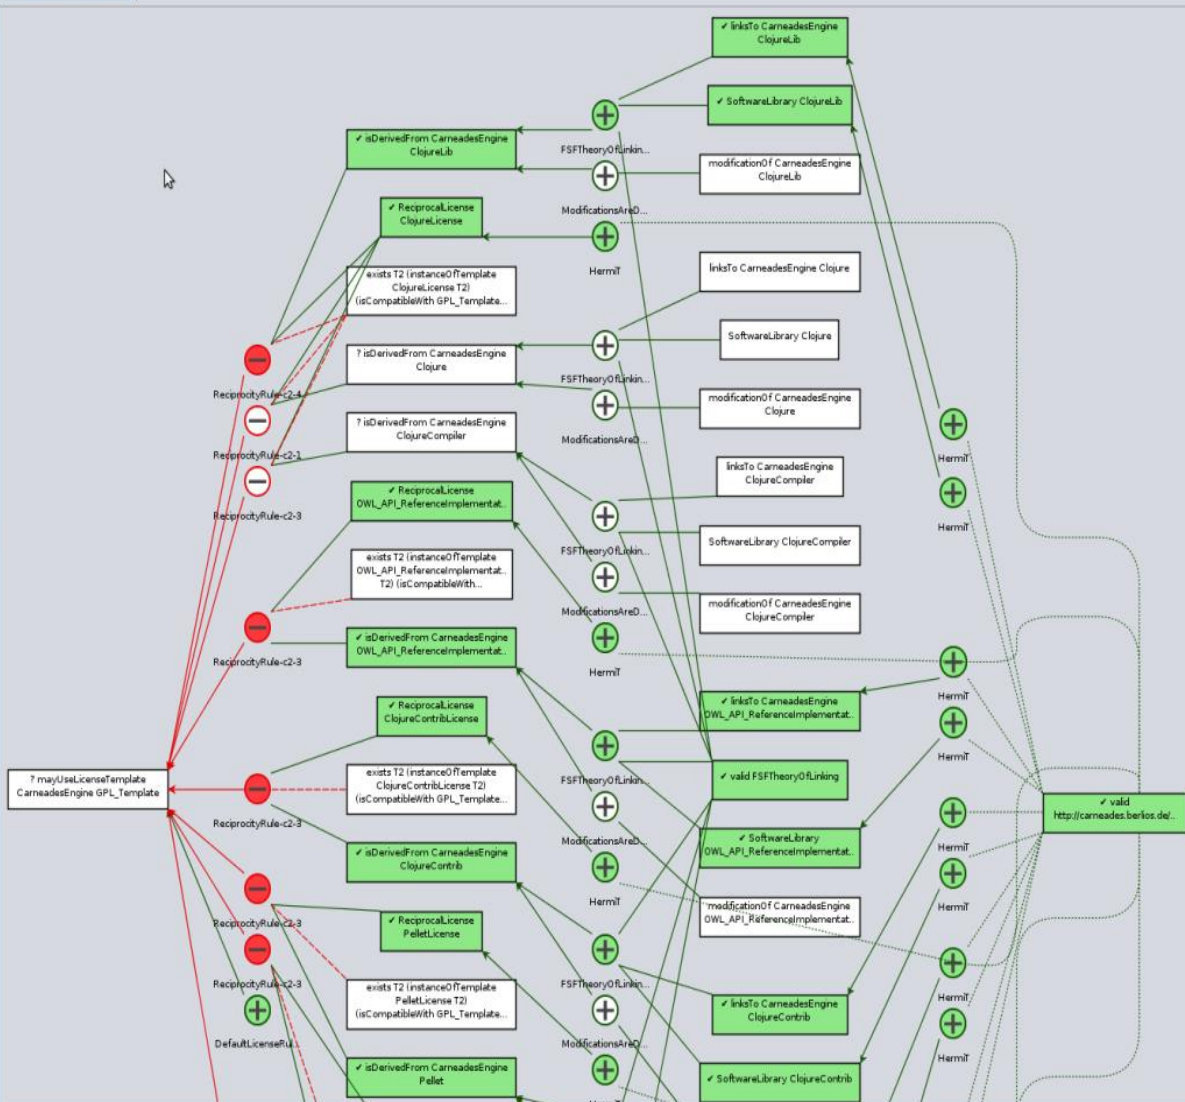 ✓ linksTo CarneadesEngine
ClojureLib
✓ SoftwareLibrary ClojureLib
✓ isDerivedFrom CarneadesEngine
ClojureLib
FSFTheoryOfLinkin...
modificationOf CarneadesEngine
ClojureLib
✓ ReciprocalLicense
ClojureLicense
ModificationsAreD...
HermiT
linksTo CarneadesEngine Clojure
exists T2 (instanceOfTemplate
ClojureLicense T2)
(isCompatibleWith GPL_Template...
SoftwareLibrary Clojure
? isDerivedFrom CarneadesEngine
Clojure
FSFTheoryOfLinkin...
ReciprocityRule-c2-4
modificationOf CarneadesEngine
Clojure
? isDerivedFrom CarneadesEngine
ClojureCompiler
ModificationsAreD...
ReciprocityRule-c2-1
HermiT
linksTo CarneadesEngine
ClojureCompiler
✓ ReciprocalLicense
OWL_API_ReferenceImplementat..
ReciprocityRule-c2-3
HermiT
FSFTheoryOfLinkin...
SoftwareLibrary ClojureCompiler
exists T2 (instanceOfTemplate
OWL_API_ReferenceImplementat..
T2) (isCompatibleWith...
ModificationsAreD...
modificationOf CarneadesEngine
ClojureCompiler
✓ isDerivedFrom CarneadesEngine
OWL_API_ReferenceImplementat..
ReciprocityRule-c2-3
HermiT
HermiT
✓ linksTo CarneadesEngine
OWL_API_ReferenceImplementat..
✓ ReciprocalLicense
ClojureContribLicense
HermiT
? mayUseLicenseTemplate
CarneadesEngine GPL_Template
exists T2 (instanceOfTemplate
ClojureContribLicense T2)
(isCompatibleWith GPL_Template...
FSFTheoryOfLinkin...
✓ valid FSFTheoryOfLinking
✓ valid
http://carneades.berlios.de/..
ReciprocityRule-c2-3
ModificationsAreD...
✓ SoftwareLibrary
OWL_API_ReferenceImplementat..
HermiT
✓ isDerivedFrom CarneadesEngine
ClojureContrib
HermiT
HermiT
modificationOf CarneadesEngine
OWL_API_ReferenceImplementat..
ReciprocityRule-c2-3
✓ ReciprocalLicense
PelletLicense
ReciprocityRule-c2-3
FSFTheoryOfLinkin...
HermiT
exists T2 (instanceOfTemplate
PelletLicense T2)
(isCompatibleWith GPL_Template...
✓ linksTo CarneadesEngine
ClojureContrib
DefaultLicenseRul...
ModificationsAreD...
HermiT
✓ isDerivedFrom CarneadesEngine
Pellet
✓ SoftwareLibrary ClojureContrib